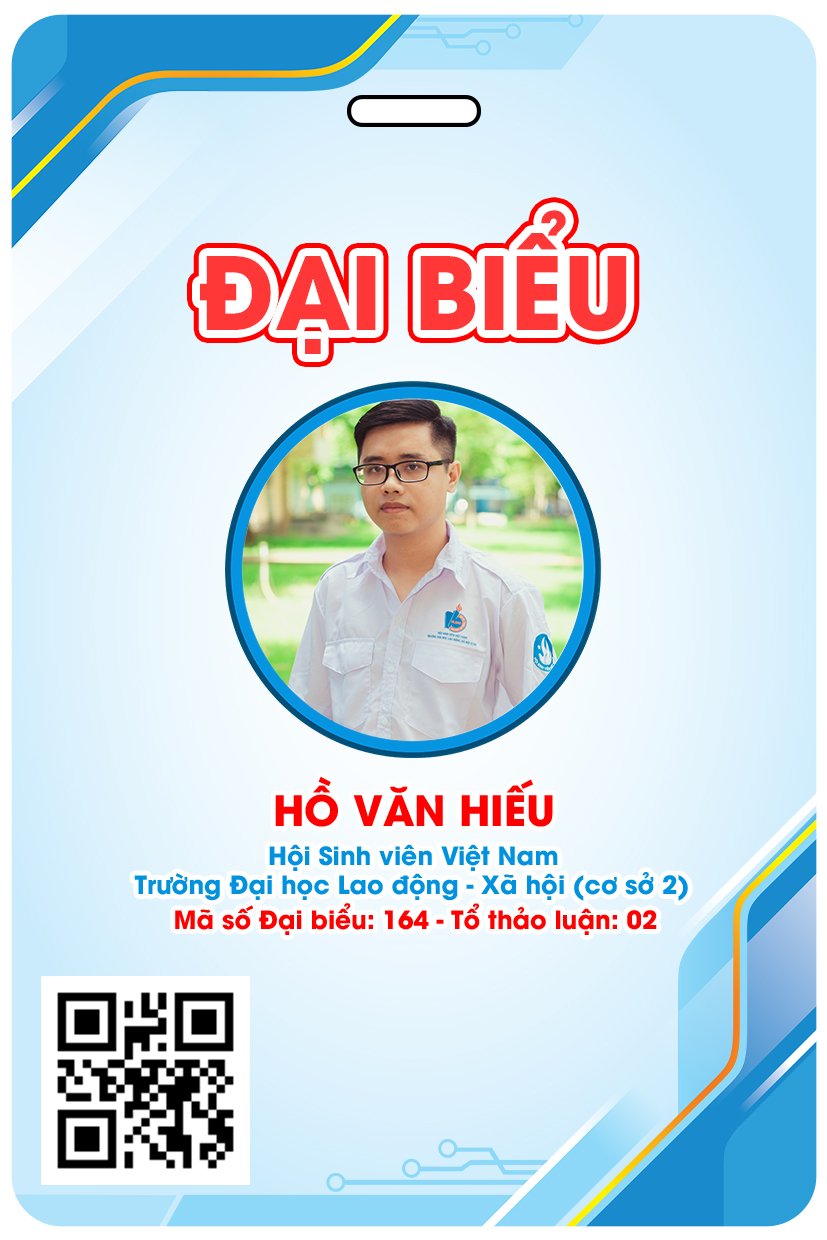 ĐẠI BIỂU
HỒ VĂN HIẾU
Hội Sinh viên Việt Nam
Trường Đại học Lao động - Xã hội (cơ sở 2)
Mã số Đại biểu: 164 - Tổ thảo luận: 02